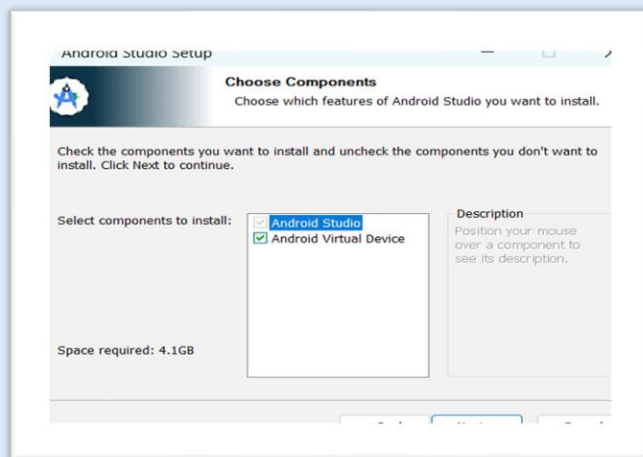 Android Studio Setup
Choose Components
Choose which features of Android Studio you want to install.
Check the components you want to install and uncheck the components you don't want to
install. Click Next to continue.
Select components to install:
Android Studio
Android Virtual Device
Description
Position your mouse
over a component to
see its description.
Space required: 4.1GB